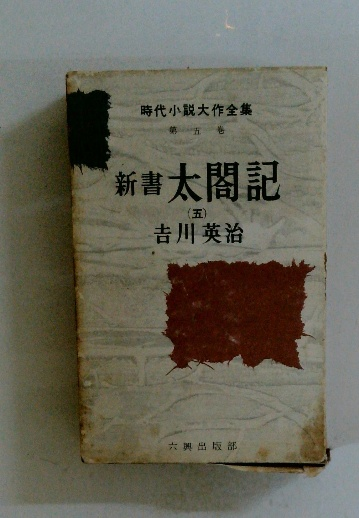 時代小説大作全集
第五巻
新書 太閤記
(五)
吉川英治
六興出版部